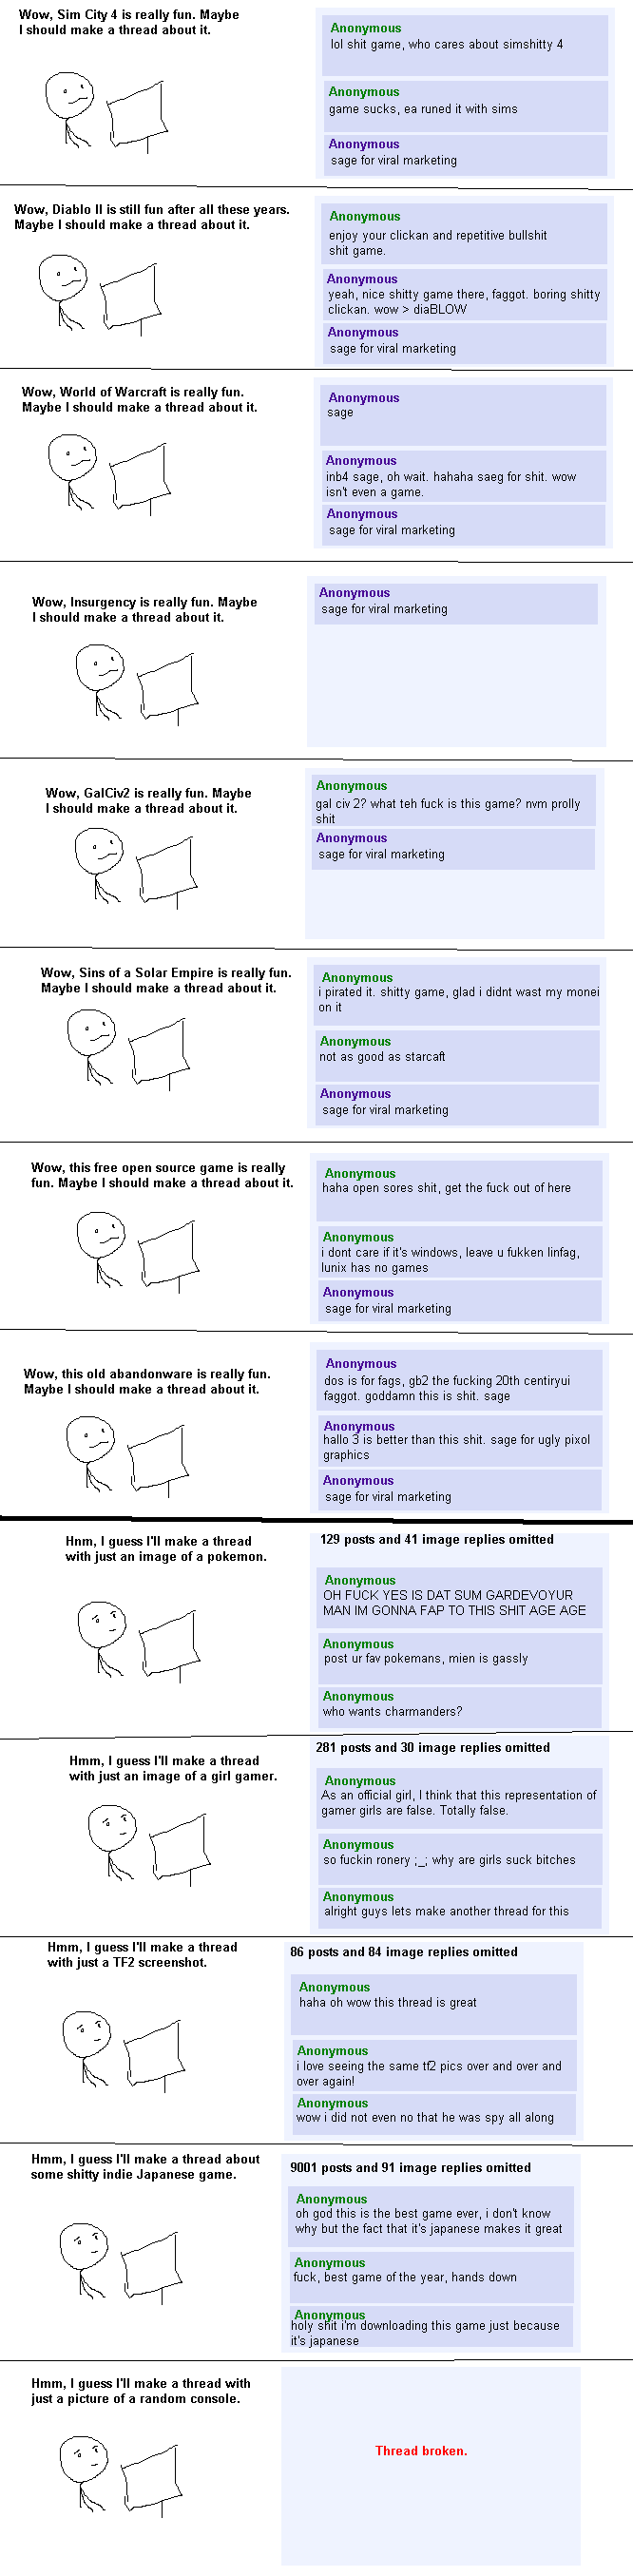 Wow, Sim City 4 is really fun. Maybe
I should make a thread about it.
Anonymous
lol shit game, who cares about simshitty 4
Anonymous
game sucks, ea runed it with sims
Anonymous
sage for viral marketing
Wow, Diablo II is still fun after all these years.
Maybe I should make a thread about it.
Anonymous
enjoy your clickan and repetitive bullshit
shit game.
Anonymous
yeah, nice shitty game there, faggot. boring shitty
clickan. wow > diaBLOW
Anonymous
sage for viral marketing
Wow, World of Warcraft is really fun.
Maybe I should make a thread about it.
Anonymous
sage
Anonymous
inb4 sage, oh wait. hahaha saeg for shit. wow
isn't even a game.
Anonymous
sage for viral marketing
Wow, Insurgency is really fun. Maybe
I should make a thread about it.
Anonymous
sage for viral marketing
Wow, GalCiv2 is really fun. Maybe
I should make a thread about it.
Anonymous
gal civ 2? what teh fuck is this game? nvm prolly
shit
Anonymous
sage for viral marketing
Wow, Sins of a Solar Empire is really fun.
Maybe I should make a thread about it.
Anonymous
i pirated it. shitty game, glad i didnt wast my monei
on it
Anonymous
not as good as starcaft
Anonymous
sage for viral marketing
Wow, this free open source game is really
fun. Maybe I should make a thread about it.
Anonymous
haha open sores shit, get the fuck out of here
Anonymous
i dont care if it's windows, leave u fukken linfag,
lunix has no games
Anonymous
sage for viral marketing
Wow, this old abandonware is really fun.
Maybe I should make a thread about it.
Anonymous
dos is for fags, gb2 the fucking 20th centiryui
faggot. goddamn this is shit. sage
Anonymous
hallo 3 is better than this shit. sage for ugly pixol
graphics
Anonymous
sage for viral marketing
Hnm, I guess I'll make a thread
with just an image of a pokemon.
129 posts and 41 image replies omitted
Anonymous
OH FUCK YES IS DAT SUM GARDEVOYUR
MAN IM GONNA FAP TO THIS SHIT AGE AGE
Anonymous
post ur fav pokemans, mien is gassly
Anonymous
who wants charmanders?
Hmm, I guess I'll make a thread
with just an image of a girl gamer.
281 posts and 30 image replies omitted
Anonymous
As an official girl, I think that this representation of
gamer girls are false. Totally false.
Anonymous
so fuckin ronery ;_; why are girls suck bitches
Anonymous
alright guys lets make another thread for this
Hmm, I guess I'll make a thread
with just a TF2 screenshot.
86 posts and 84 image replies omitted
Anonymous
haha oh wow this thread is great
Anonymous
i love seeing the same tf2 pics over and over and
over again!
Anonymous
wow i did not even no that he was spy all along
Hmm, I guess I'll make a thread about
some shitty indie Japanese game.
9001 posts and 91 image replies omitted
Anonymous
oh god this is the best game ever, i don't know
why but the fact that it's japanese makes it great
Anonymous
fuck, best game of the year, hands down
Anonymous
holy shit i'm downloading this game just because
it's japanese
Hmm, I guess I'll make a thread with
just a picture of a random console.
Thread broken.